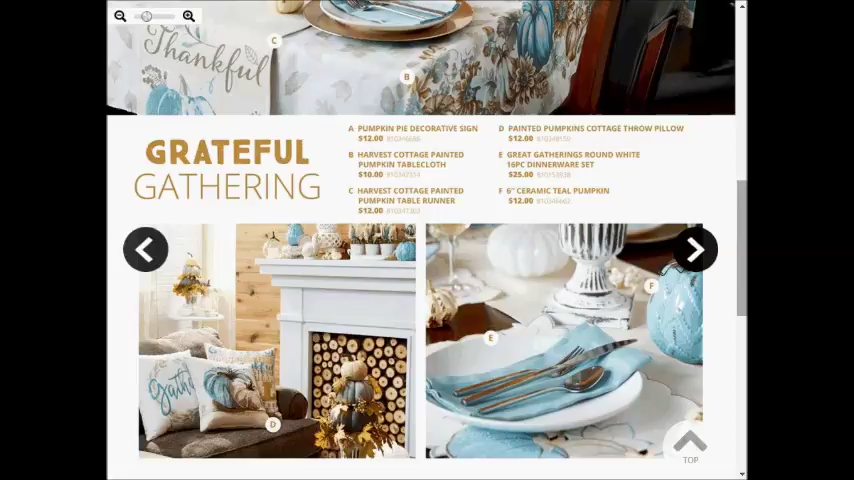 Thankful
C
B
GRATEFUL
GATHERING
A PUMPKIN PIE DECORATIVE SIGN
$12.00
B HARVEST COTTAGE PAINTED
PUMPKIN TABLECLOTH
$10.00
C HARVEST COTTAGE PAINTED
PUMPKIN TABLE RUNNER
$12.00
D PAINTED PUMPKINS COTTAGE THROW PILLOW
$12.00
E GREAT GATHERINGS ROUND WHITE
16PC DINNERWARE SET
$25.00
F 6" CERAMIC TEAL PUMPKIN
$12.00
F
E
D
TOP